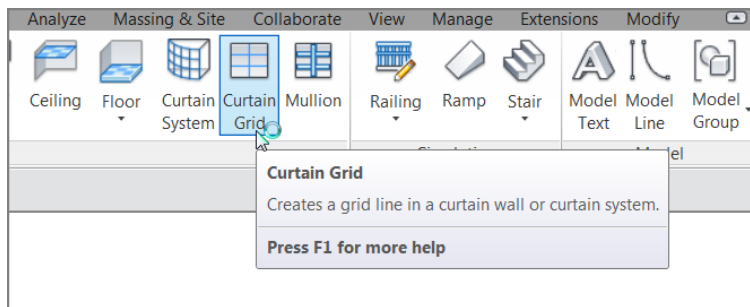 Analyze Massing & Site Collaborate View Manage Extensions Modify
Ceiling Floor Curtain System Curtain Grid Mullion Railing Ramp Stair Model Text Model Line Model Group
Curtain Grid
Creates a grid line in a curtain wall or curtain system.
Press F1 for more help